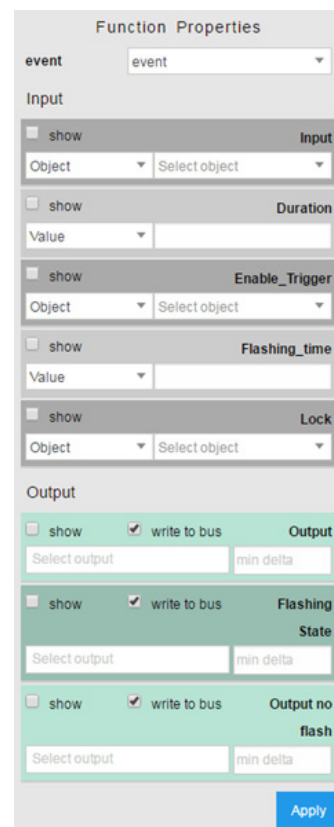 Function Properties
event event
Input
show Input
Object Select object
show Duration
Value
show Enable_Trigger
Object Select object
show Flashing_time
Value
show Lock
Object Select object
Output
show write to bus Output
Select output min delta
show write to bus Flashing
State
Select output min delta
show write to bus Output no
flash
Select output min delta
Apply